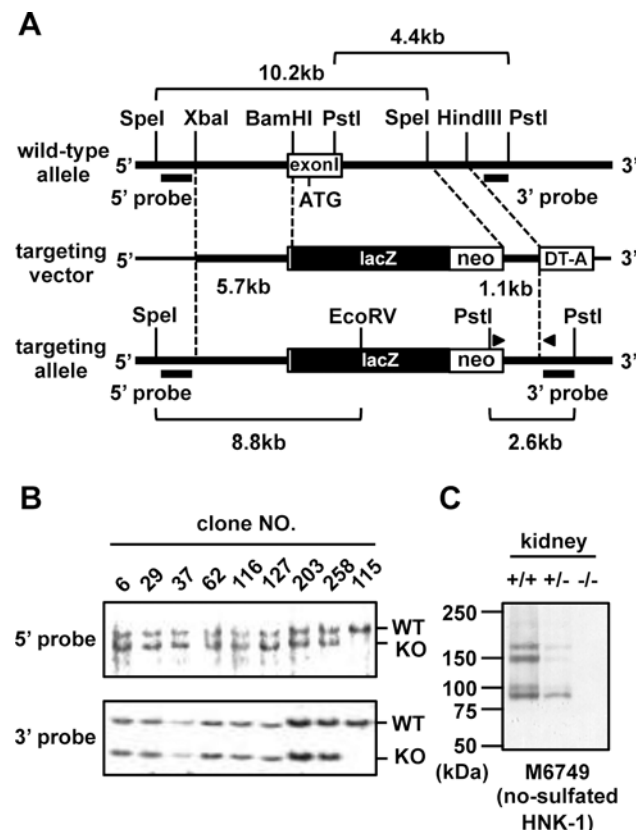 A
4.4kb
10.2kb
SpeI XbaI BamHI PstI SpeI HindIII PstI
wild-type allele 5' exonI 3'
5' probe ATG 3' probe
targeting vector 5' lacZ neo DT-A 3'
5.7kb 1.1kb
SpeI EcoRV PstI PstI
targeting allele 5' lacZ neo 3'
5' probe 3' probe
8.8kb 2.6kb
B
clone NO.
6 29 37 62 116 127 203 258 115
5' probe WT
KO
3' probe WT
KO
C
kidney
+/+ +/- -/-
250
150
100
75
50
(kDa)
M6749
(no-sulfated
HNK-1)